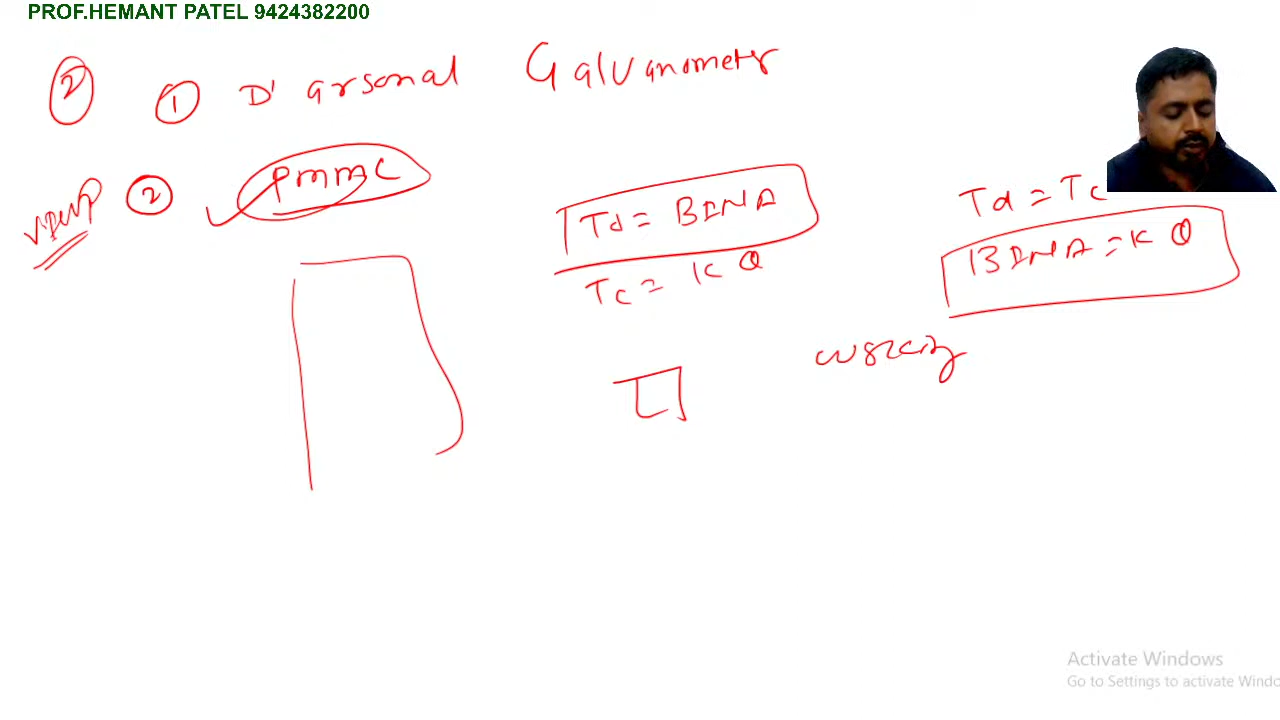 PROF.HEMANT PATEL 9424382200
2 1 D'arsonal Galvanometer
VIMP 2 PMMC
Td = BINA
Tc = K θ
Td = Tc
BINA = K θ
working
Activate Windows
Go to Settings to activate Windo